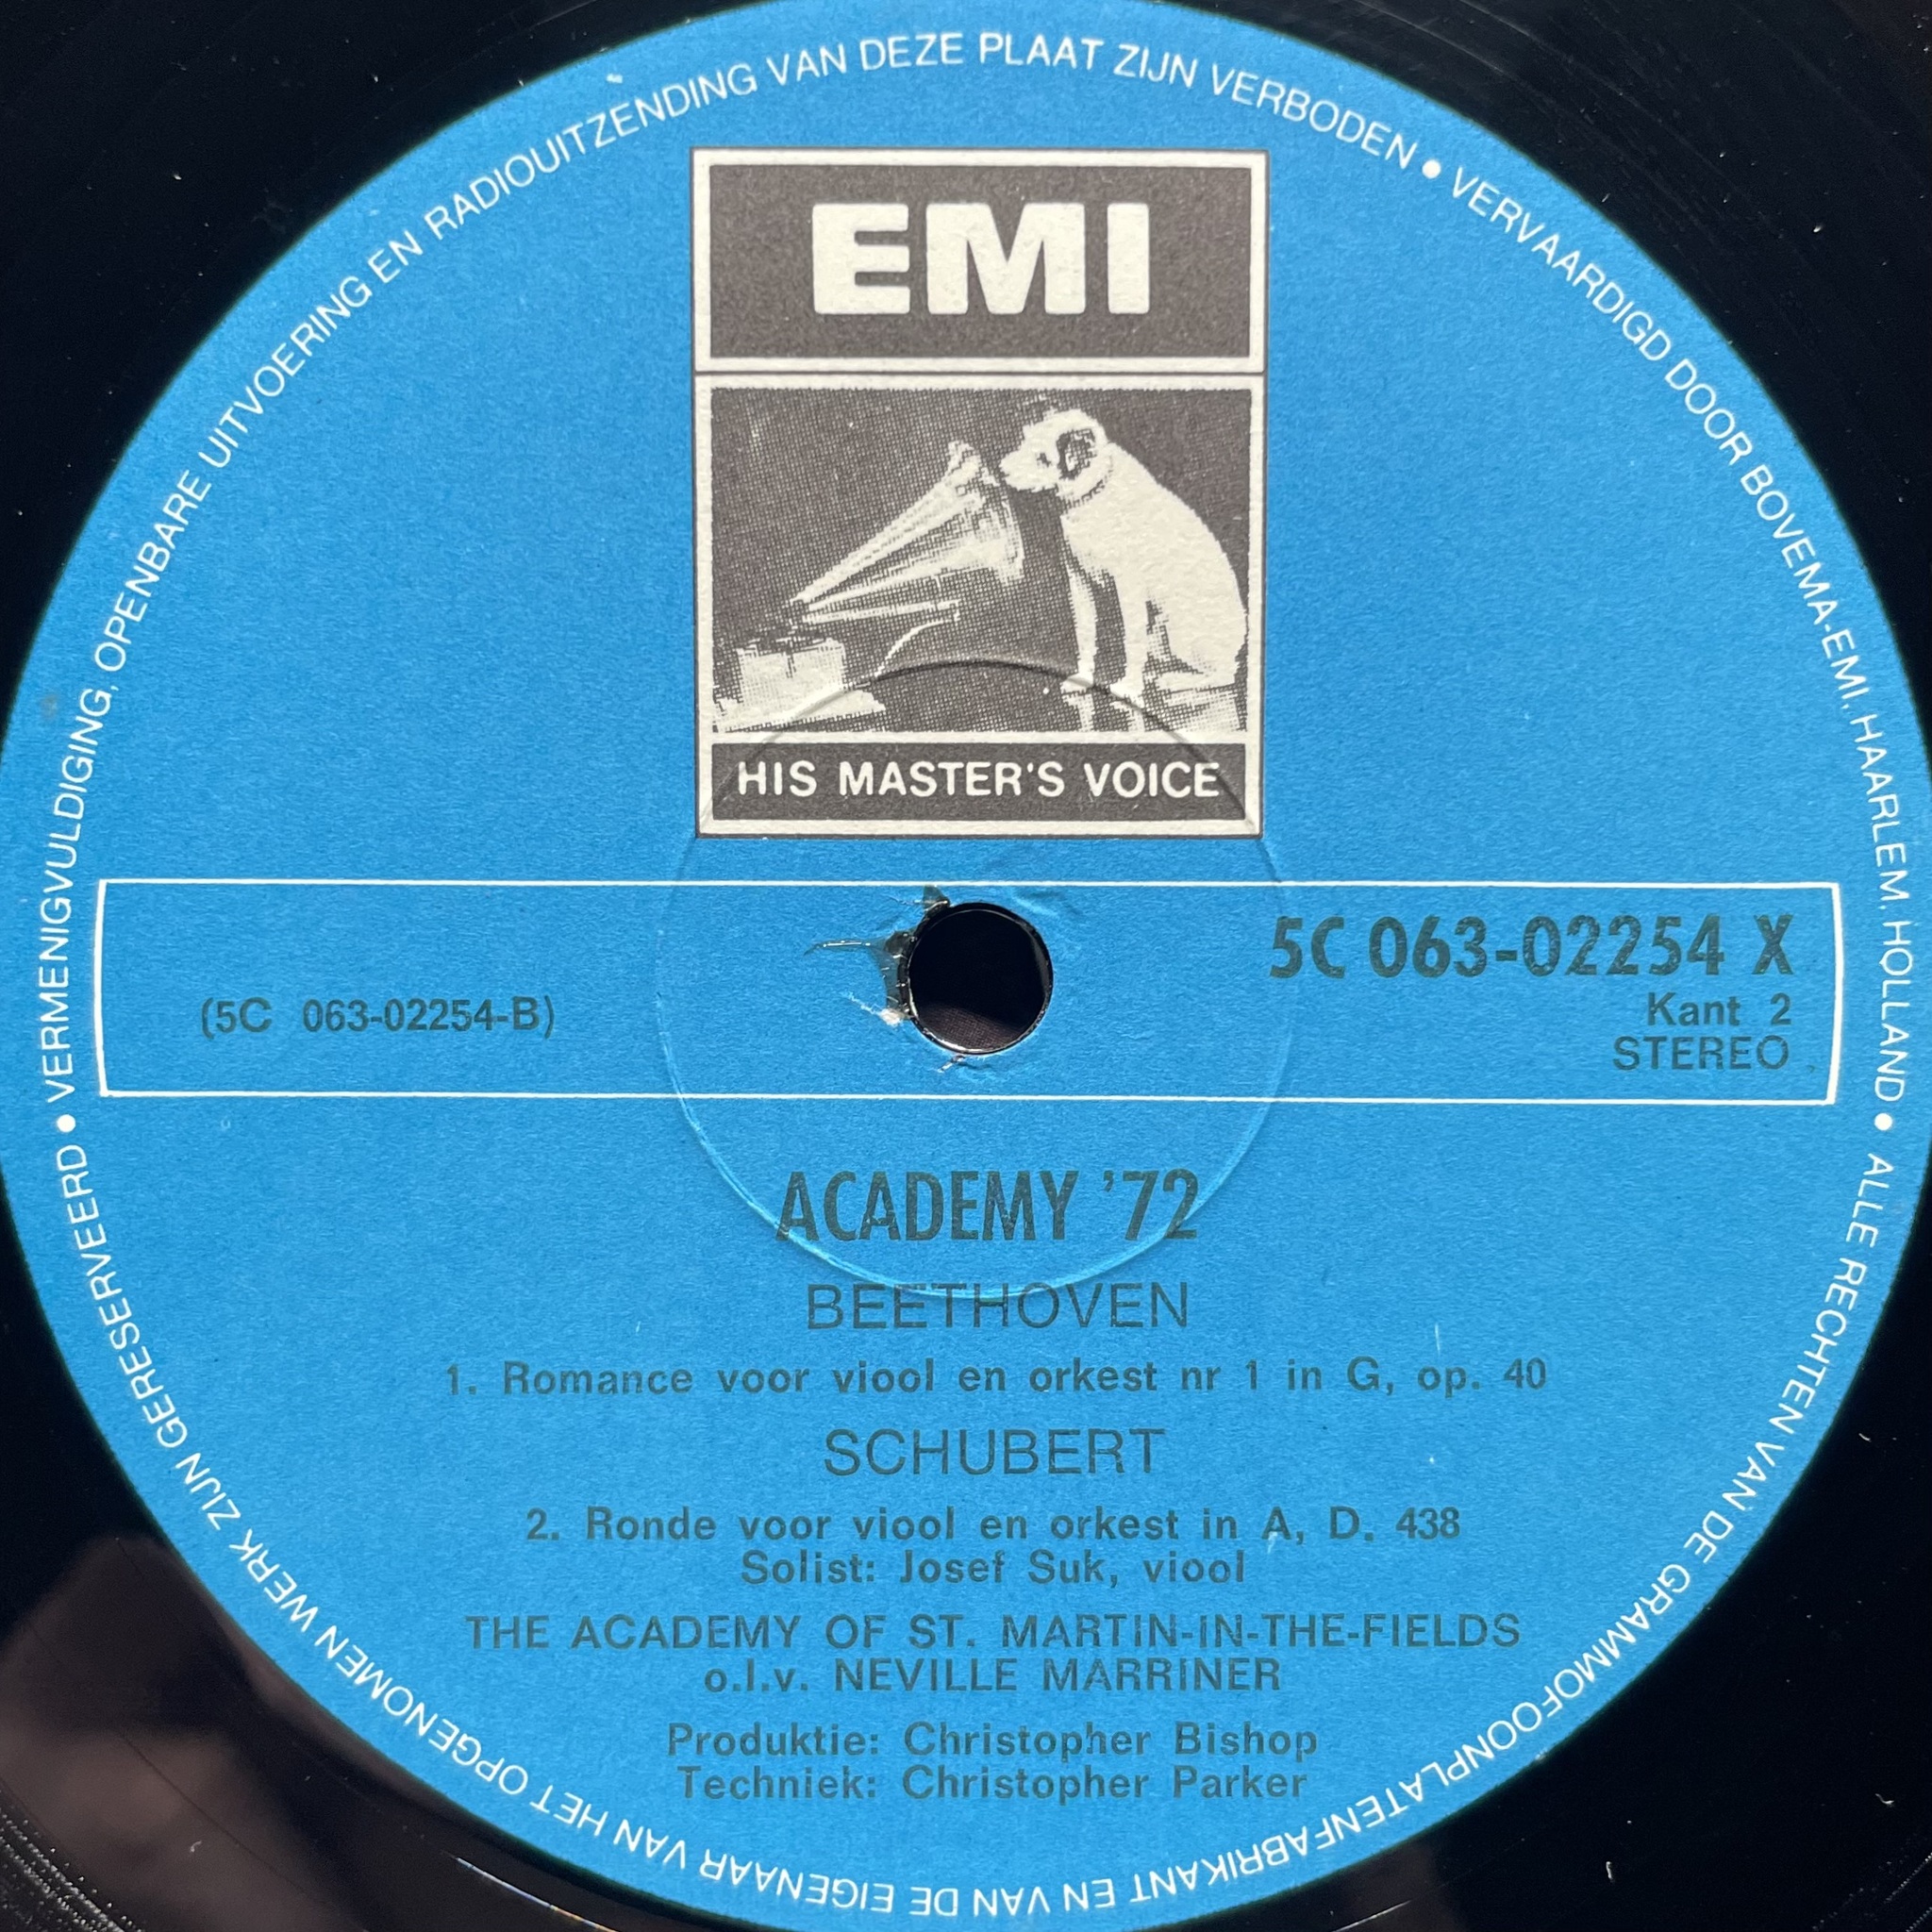 VERMENIGVULDIGING, OPENBARE UITVOERING EN RADIOUITZENDING VAN DEZE PLAAT ZIJN VERBODEN • VERVAARDIGD DOOR BOVEMA-EMI, HAARLEM, HOLLAND • ALLE RECHTEN VAN DE GRAMMOFOONPLATENFABRIKANT EN VAN DE EIGENAAR VAN HET OPGENOMEN WERK ZIJN GERESERVEERD •
EMI
HIS MASTER'S VOICE
5C 063-02254 X
(5C 063-02254-B)
Kant 2
STEREO
ACADEMY '72
BEETHOVEN
1. Romance voor viool en orkest nr 1 in G, op. 40
SCHUBERT
2. Ronde voor viool en orkest in A, D. 438
Solist: Josef Suk, viool
THE ACADEMY OF ST. MARTIN-IN-THE-FIELDS
o.l.v. NEVILLE MARRINER
Produktie: Christopher Bishop
Techniek: Christopher Parker